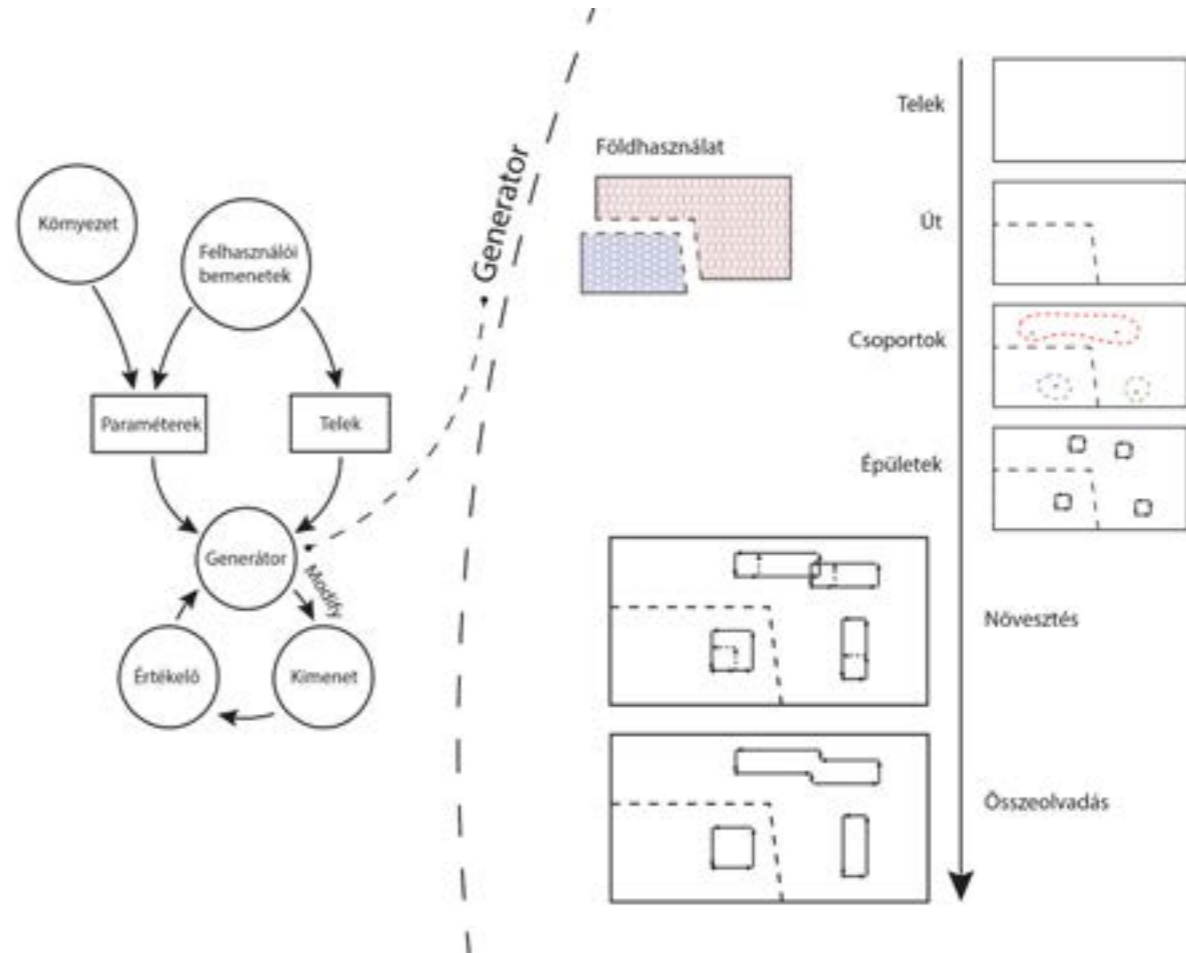 Környezet
Felhasználói
bemenetek
Paraméterek
Telek
Generátor
Modify
Értékelő
Kimenet
Generator
Földhasználat
Telek
Út
Csoportok
Épületek
Növesztés
Összeolvadás